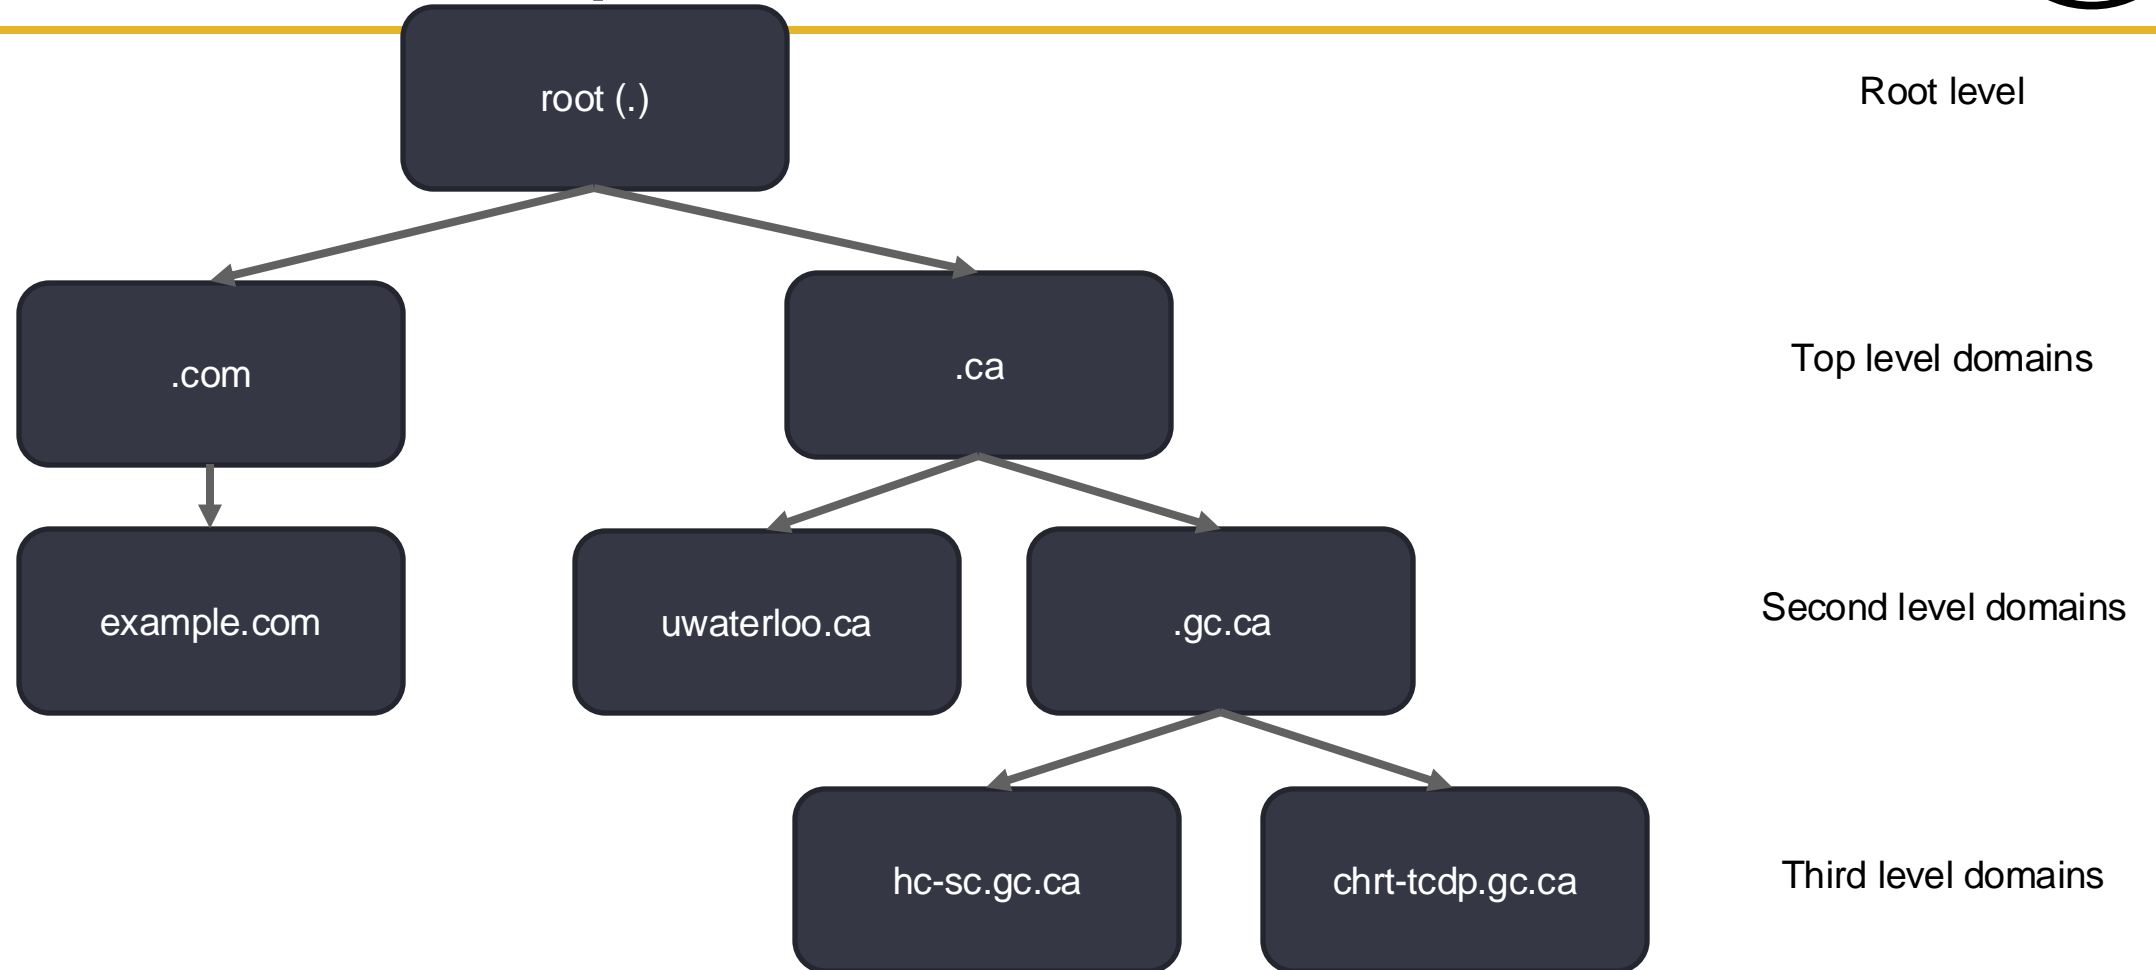 root (.)
Root level
.com
.ca
Top level domains
example.com
uwaterloo.ca
.gc.ca
Second level domains
hc-sc.gc.ca
chrt-tcdp.gc.ca
Third level domains